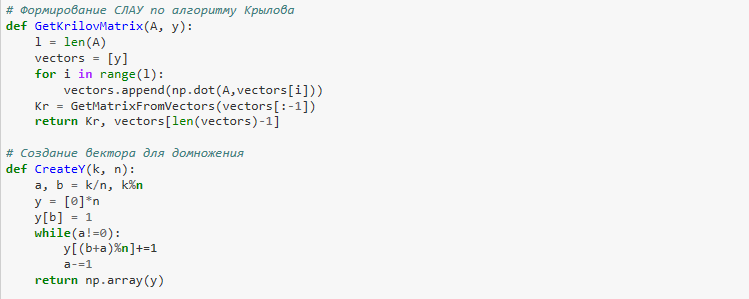 # Формирование СЛАУ по алгоритму Крылова
def GetKrilovMatrix(A, y):
    l = len(A)
    vectors = [y]
    for i in range(l):
        vectors.append(np.dot(A,vectors[i]))
    Kr = GetMatrixFromVectors(vectors[:-1])
    return Kr, vectors[len(vectors)-1]

# Создание вектора для домножения
def CreateY(k, n):
    a, b = k/n, k%n
    y = [0]*n
    y[b] = 1
    while(a!=0):
        y[(b+a)%n]+=1
        a-=1
    return np.array(y)